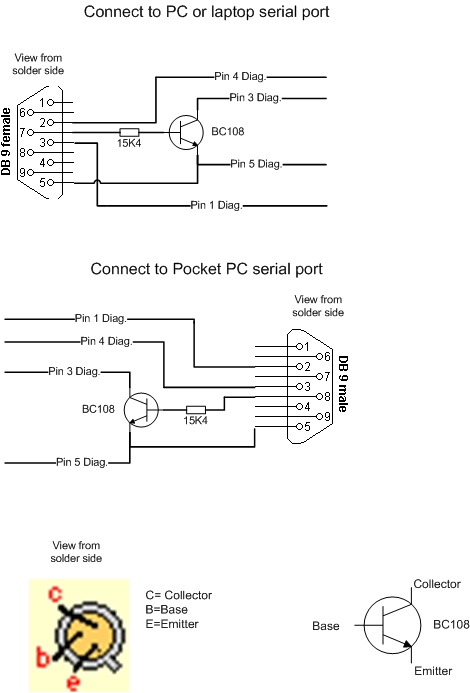 Connect to PC or laptop serial port
View from
solder side
DB 9 female
1
6
2
7
3
8
4
9
5
15K4
BC108
Pin 4 Diag.
Pin 3 Diag.
Pin 5 Diag.
Pin 1 Diag.
Connect to Pocket PC serial port
View from
solder side
Pin 1 Diag.
Pin 4 Diag.
Pin 3 Diag.
BC108
15K4
Pin 5 Diag.
1
6
2
7
3
8
4
9
5
DB 9 male
View from
solder side
c
b
e
C= Collector
B=Base
E=Emitter
Collector
Base
BC108
Emitter